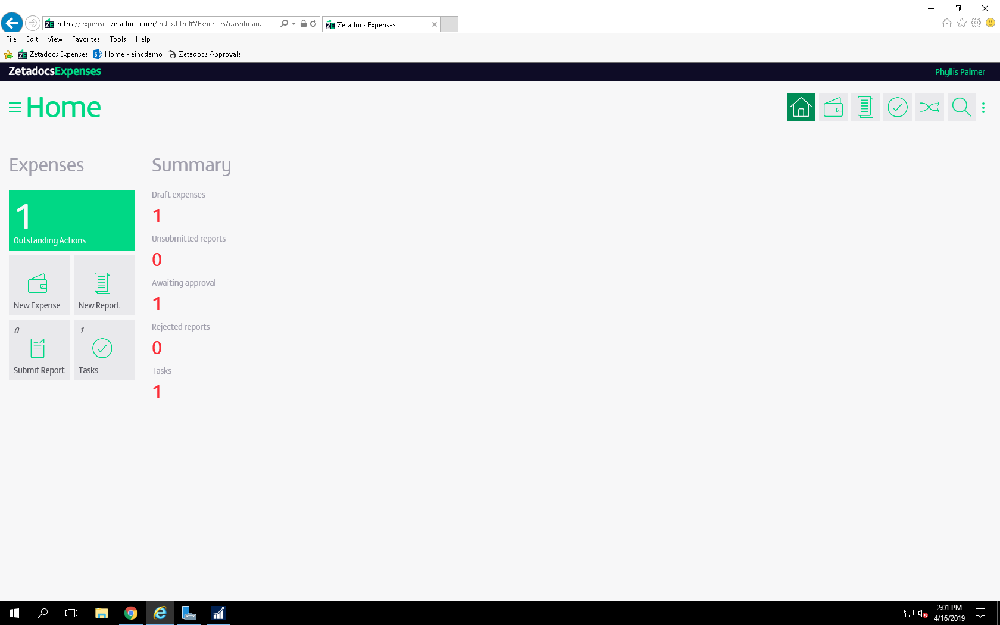 https://expenses.zetadocs.com/index.html#/Expenses/dashboard
Zetadocs Expenses
File Edit View Favorites Tools Help
Zetadocs Expenses Home - eincdemo Zetadocs Approvals
ZetadocsExpenses
Phyllis Palmer
Home
Expenses
1
Outstanding Actions
New Expense
New Report
0
Submit Report
1
Tasks
Summary
Draft expenses
1
Unsubmitted reports
0
Awaiting approval
1
Rejected reports
0
Tasks
1
2:01 PM
4/16/2019